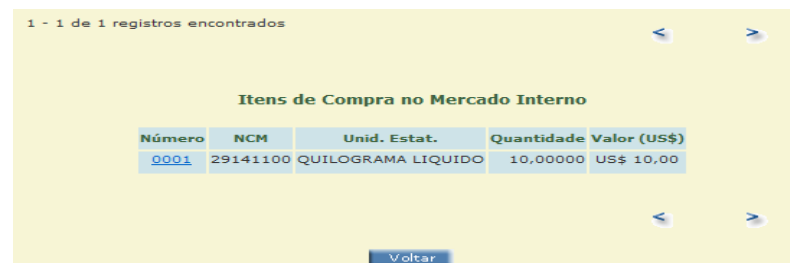 1 - 1 de 1 registros encontrados
< >
Itens de Compra no Mercado Interno
Número NCM Unid. Estat. Quantidade Valor (US$)
0001 29141100 QUILOGRAMA LIQUIDO 10,00000 US$ 10,00
< >
Voltar